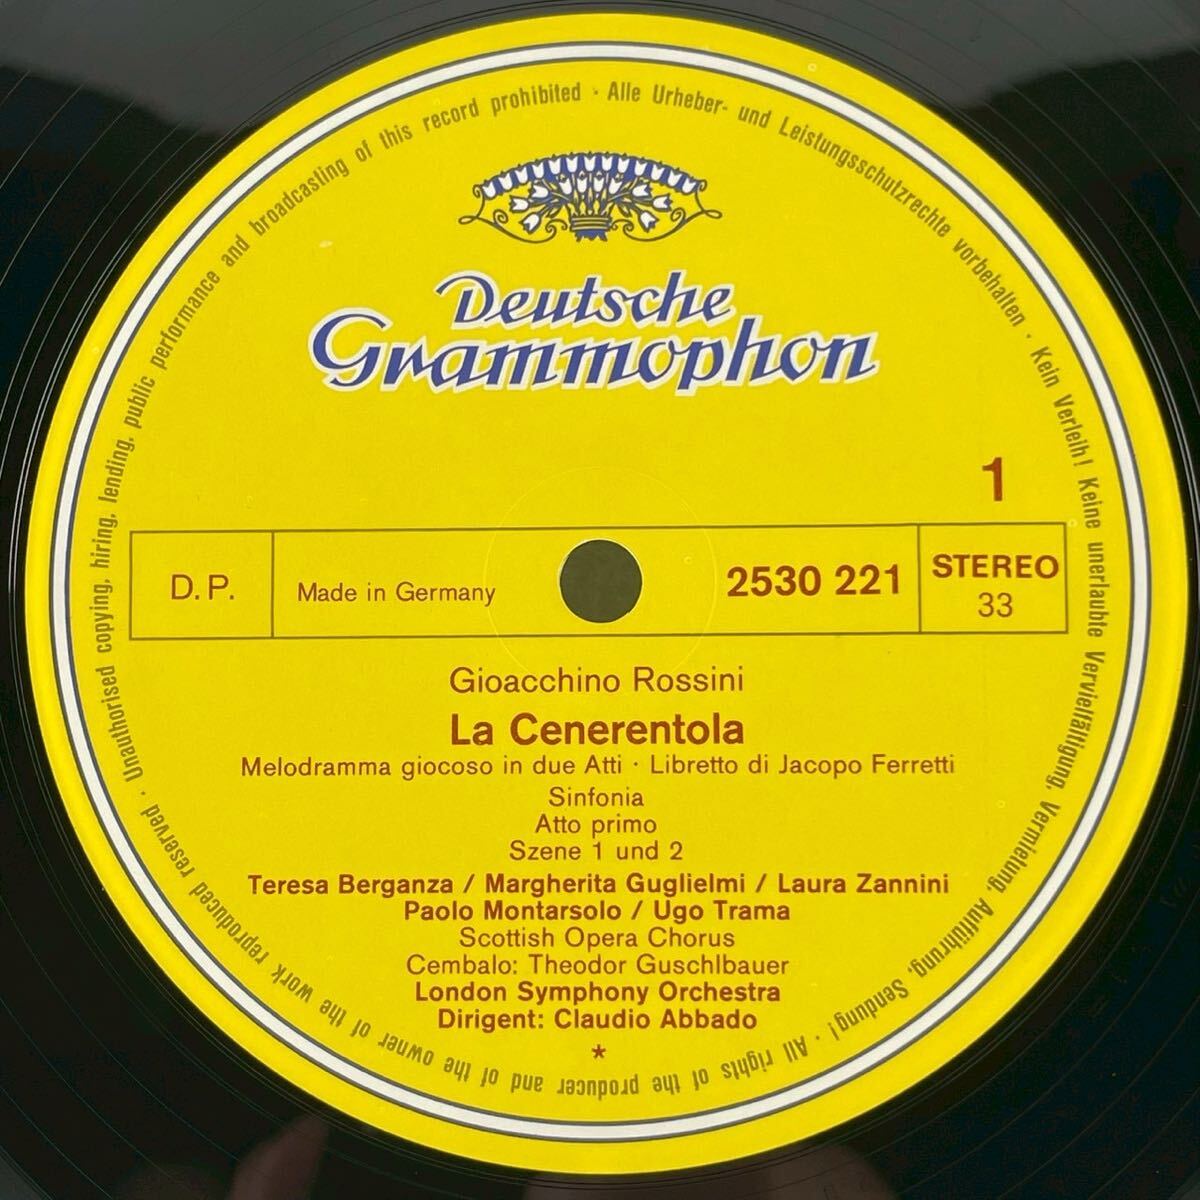 Unauthorised copying, hiring, lending, public performance and broadcasting of this record prohibited · Alle Urheber- und Leistungsschutzrechte vorbehalten · Kein Verleih! Keine unerlaubte Vervielfältigung, Vermietung, Aufführung, Sendung! · All rights of the producer and of the owner of the work reproduced reserved ·
Deutsche
Grammophon
1
D.P.
Made in Germany
2530 221
STEREO
33
Gioacchino Rossini
La Cenerentola
Melodramma giocoso in due Atti · Libretto di Jacopo Ferretti
Sinfonia
Atto primo
Szene 1 und 2
Teresa Berganza / Margherita Guglielmi / Laura Zannini
Paolo Montarsolo / Ugo Trama
Scottish Opera Chorus
Cembalo: Theodor Guschlbauer
London Symphony Orchestra
Dirigent: Claudio Abbado
*